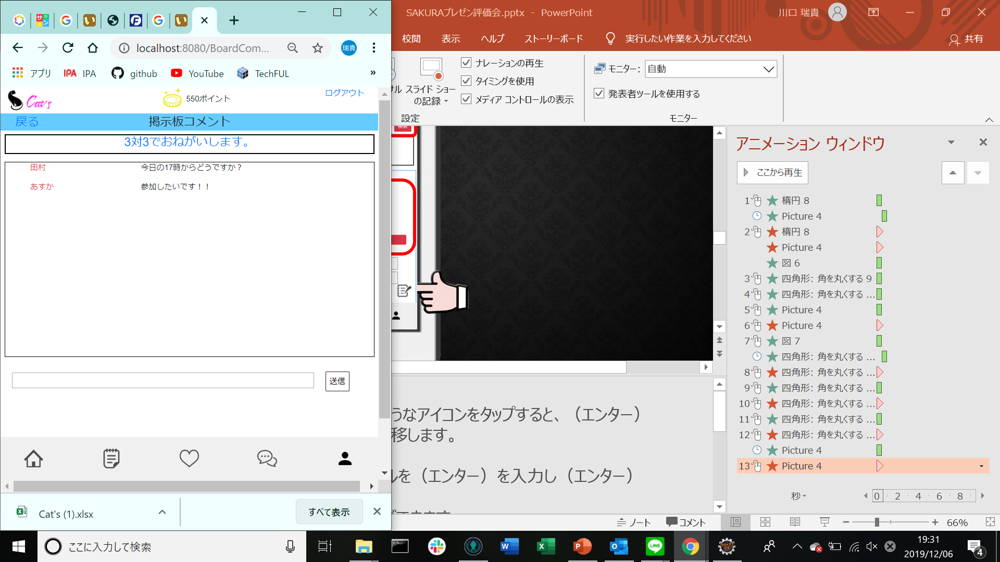 SAKURAプレゼン評価会.pptx - PowerPoint
川口 瑞貴
校閲
表示
ヘルプ
ストーリーボード
実行したい作業を入力してください
共有
localhost:8080/BoardCom...
瑞貴
アプリ
IPA IPA
github
YouTube
TechFUL
»
Cat's
550ポイント
ログアウト
戻る
掲示板コメント
3対3でおねがいします。
田村
今日の17時からどうですか？
あすか
参加したいです！！
送信
Cat's (1).xlsx
すべて表示
スライド ショー
の記録
ナレーションの再生
タイミングを使用
メディア コントロールの表示
設定
モニター:
自動
発表者ツールを使用する
モニター
うなアイコンをタップすると、（エンター）
移します。
を（エンター）を入力し（エンター）
アニメーション ウィンドウ
ここから再生
1 楕円 8
Picture 4
2 楕円 8
Picture 4
図 6
3 四角形: 角を丸くする 9
4 四角形: 角を丸くする ...
5 Picture 4
6 Picture 4
7 図 7
四角形: 角を丸くする ...
8 四角形: 角を丸くする ...
9 四角形: 角を丸くする ...
10 四角形: 角を丸くする ...
11 四角形: 角を丸くする ...
12 四角形: 角を丸くする ...
Picture 4
13 Picture 4
秒
0 2 4 6 8
ノート
コメント
66%
ここに入力して検索
19:31
2019/12/06
4